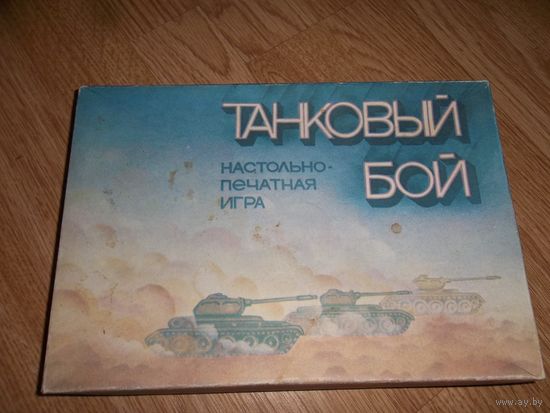 ТАНКОВЫЙ
БОЙ
НАСТОЛЬНО-
ПЕЧАТНАЯ
ИГРА
www.ay.by